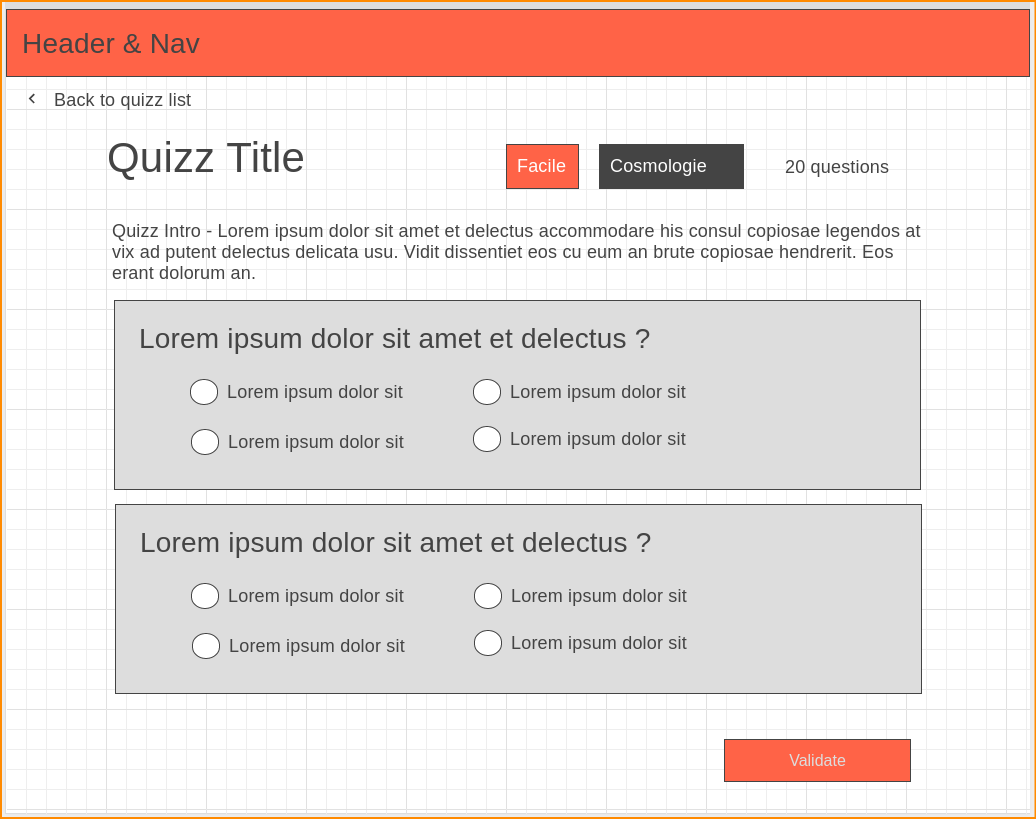 Header & Nav
Back to quizz list
Quizz Title
Facile
Cosmologie
20 questions
Quizz Intro - Lorem ipsum dolor sit amet et delectus accommodare his consul copiosae legendos at
vix ad putent delectus delicata usu. Vidit dissentiet eos cu eum an brute copiosae hendrerit. Eos
erant dolorum an.
Lorem ipsum dolor sit amet et delectus ?
Lorem ipsum dolor sit
Lorem ipsum dolor sit
Lorem ipsum dolor sit
Lorem ipsum dolor sit
Lorem ipsum dolor sit amet et delectus ?
Lorem ipsum dolor sit
Lorem ipsum dolor sit
Lorem ipsum dolor sit
Lorem ipsum dolor sit
Validate